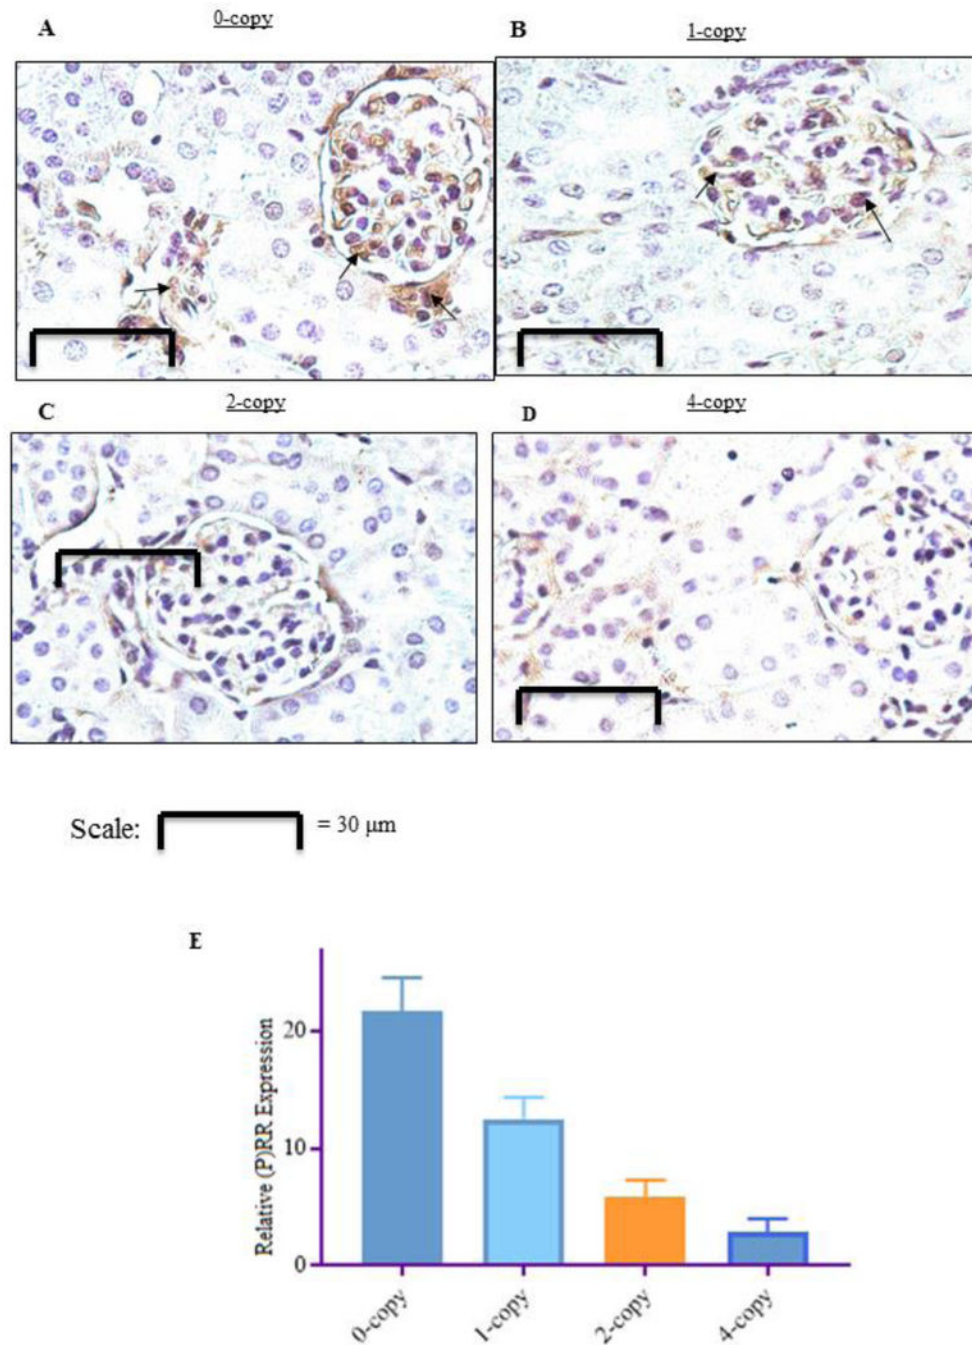 A
0-copy
B
1-copy
C
2-copy
D
4-copy
Scale:
= 30 μm
E
Relative (P)RR Expression
20
10
0
0-copy
1-copy
2-copy
4-copy